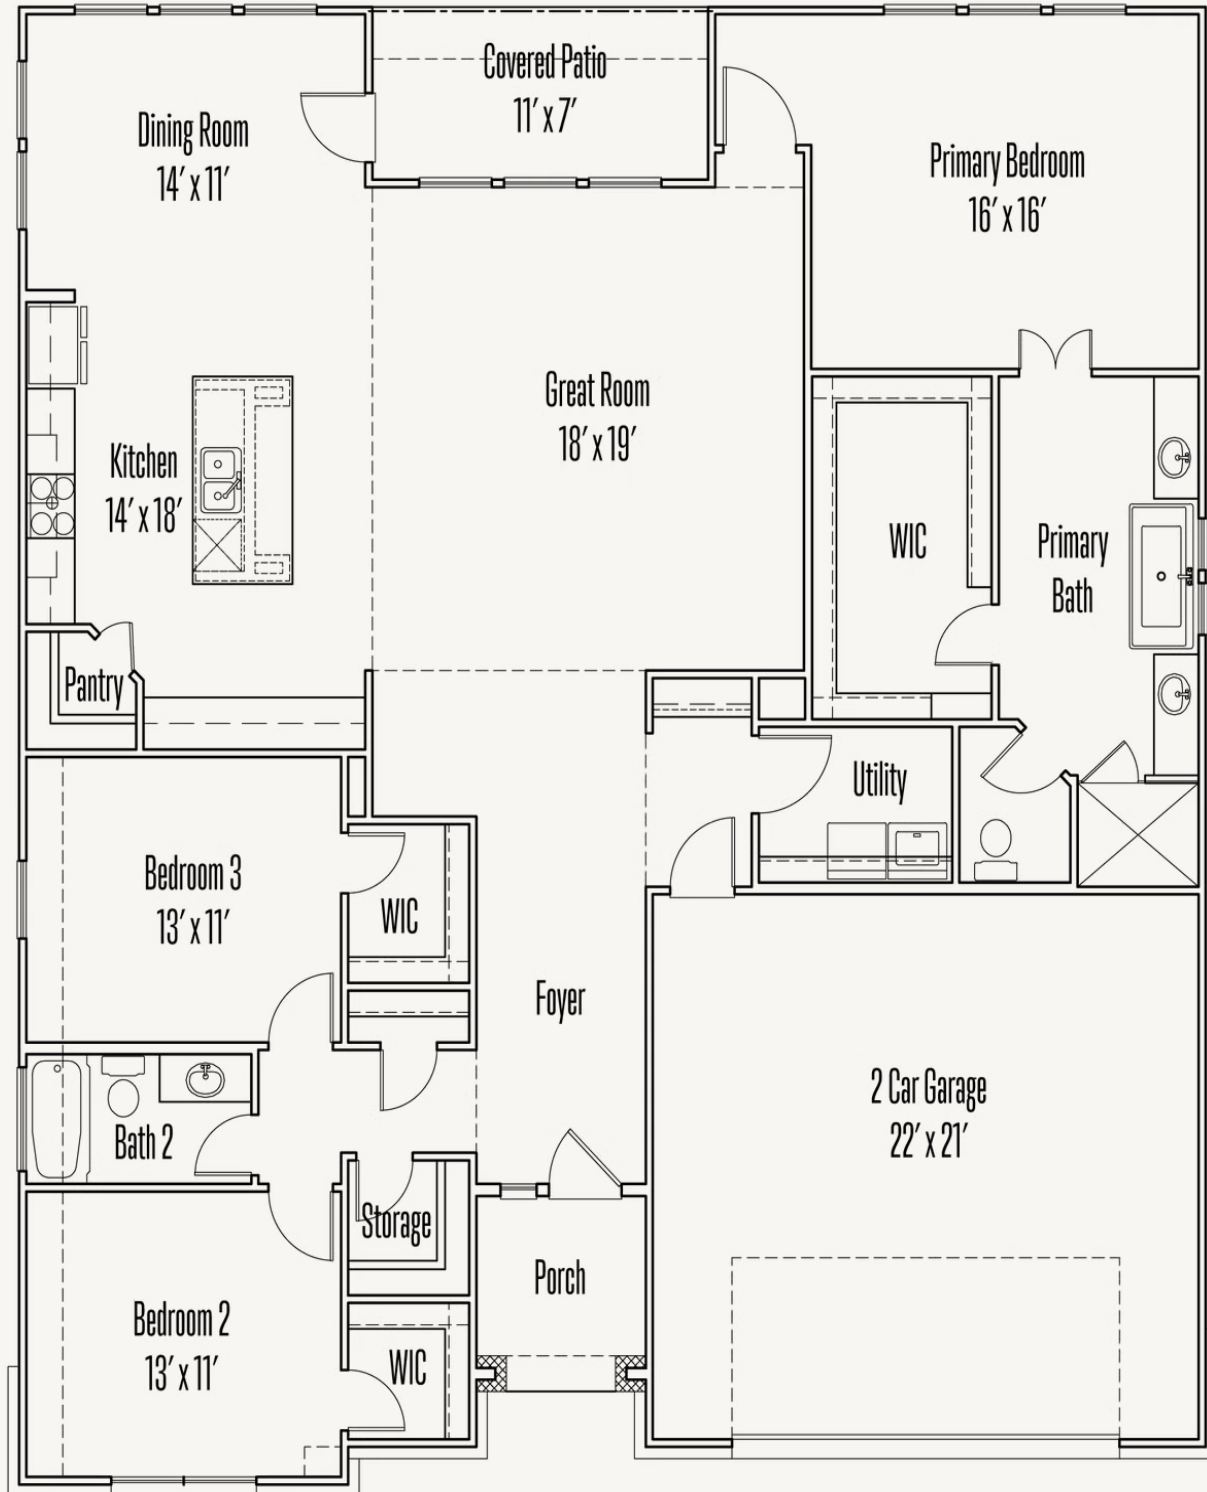 Covered Patio
11' x 7'
Dining Room
14' x 11'
Primary Bedroom
16' x 16'
Great Room
18' x 19'
Kitchen
14' x 18'
WIC
Primary
Bath
Pantry
Utility
Bedroom 3
13' x 11'
WIC
Foyer
2 Car Garage
22' x 21'
Bath 2
Storage
Porch
Bedroom 2
13' x 11'
WIC